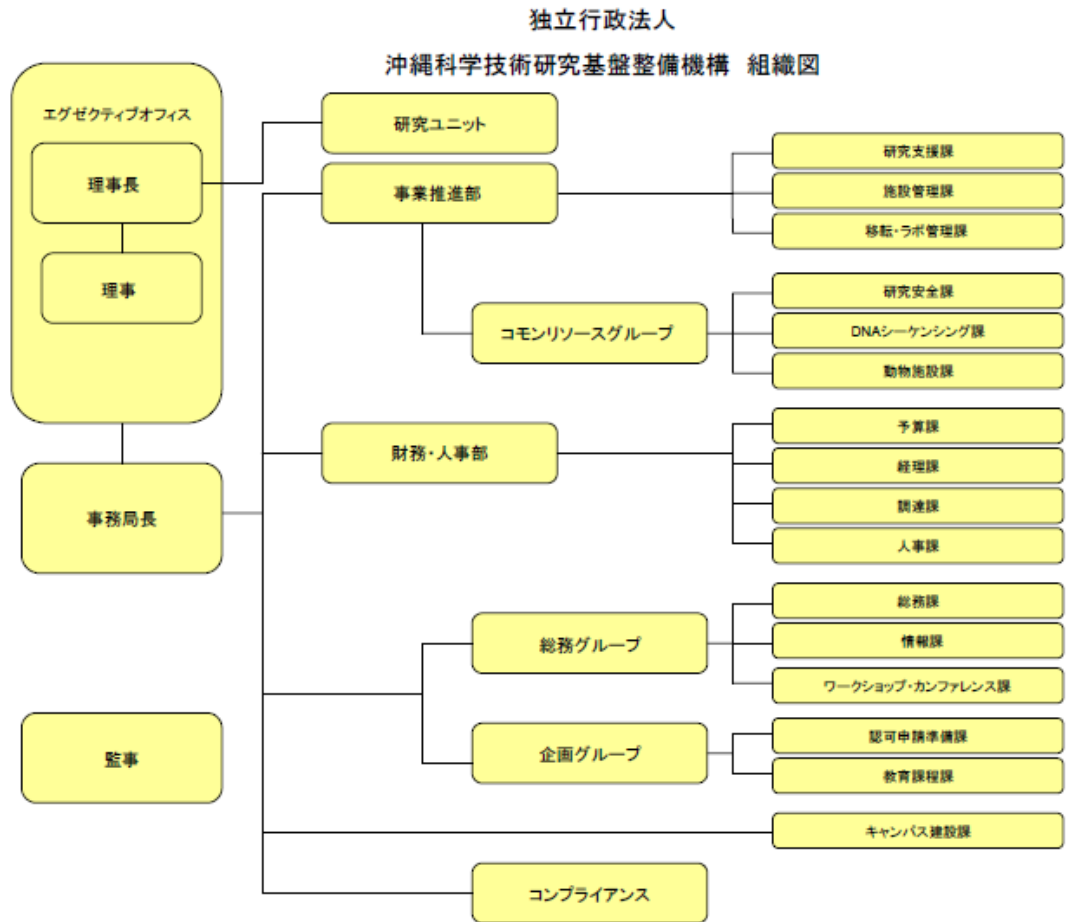 独立行政法人
沖縄科学技術研究基盤整備機構 組織図
エグゼクティブオフィス
理事長
理事
事務局長
監事
研究ユニット
事業推進部
コモンリソースグループ
財務・人事部
総務グループ
企画グループ
コンプライアンス
研究支援課
施設管理課
移転・ラボ管理課
研究安全課
DNAシーケンシング課
動物施設課
予算課
経理課
調達課
人事課
総務課
情報課
ワークショップ・カンファレンス課
認可申請準備課
教育課程課
キャンパス建設課